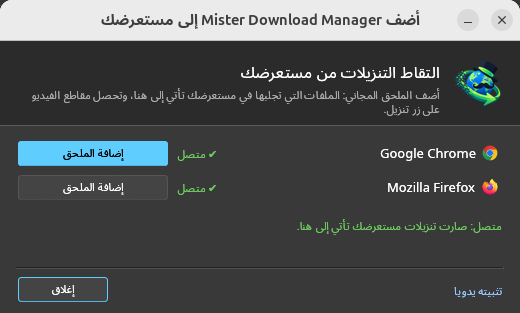 أضف Mister Download Manager إلى مستعرضك
التقاط التنزيلات من مستعرضك
أضف الملحق المجاني: الملفات التي تجلبها في مستعرضك تأتي إلى هنا، وتحصل مقاطع الفيديو
على زر تنزيل.
Google Chrome ✔ متصل إضافة الملحق
Mozilla Firefox ✔ متصل إضافة الملحق
متصل: صارت تنزيلات مستعرضك تأتي إلى هنا.
تثبيته يدويا إغلاق